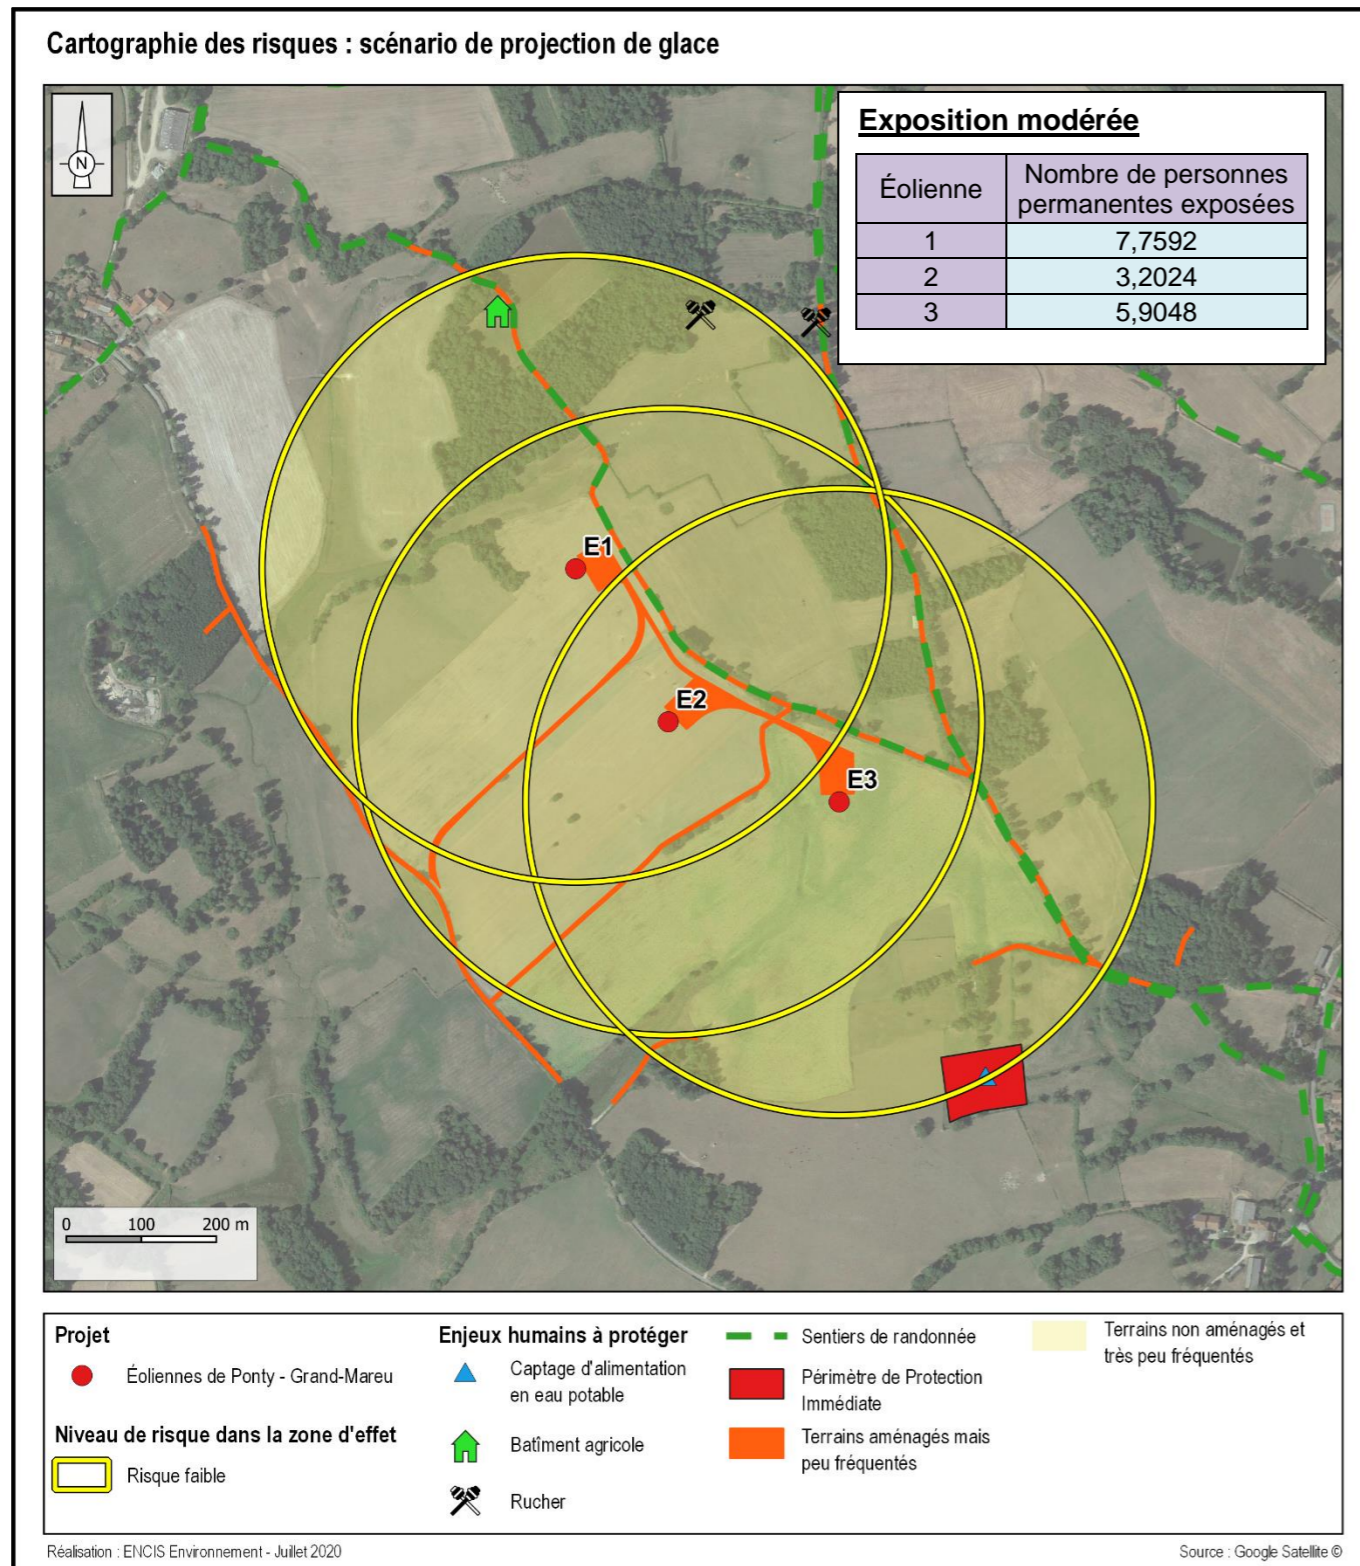 Cartographie des risques : scénario de projection de glace
N
Exposition modérée
Éolienne
Nombre de personnes
permanentes exposées
1 7,7592
2 3,2024
3 5,9048
E1
E2
E3
0 100 200 m
Projet
Éoliennes de Ponty - Grand-Mareu
Niveau de risque dans la zone d'effet
Risque faible
Enjeux humains à protéger
Captage d'alimentation
en eau potable
Batîment agricole
Rucher
Sentiers de randonnée
Périmètre de Protection
Immédiate
Terrains aménagés mais
peu fréquentés
Terrains non aménagés et
très peu fréquentés
Réalisation : ENCIS Environnement - Juillet 2020
Source : Google Satellite ©